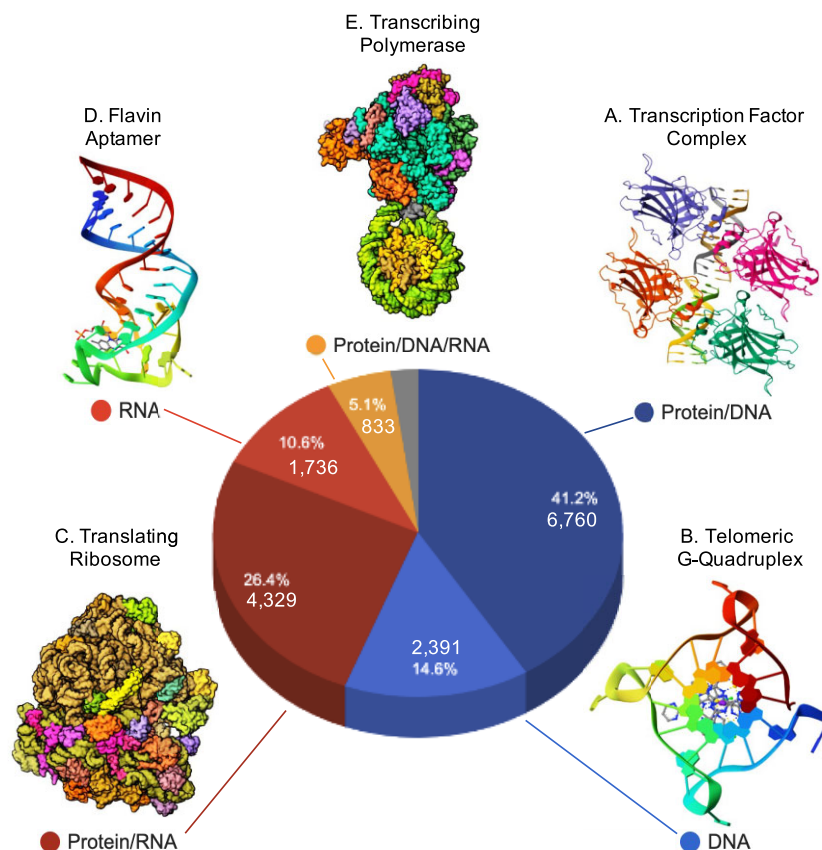 E. Transcribing
Polymerase
D. Flavin
Aptamer
A. Transcription Factor
Complex
Protein/DNA/RNA
RNA
Protein/DNA
5.1%
833
10.6%
1,736
41.2%
6,760
C. Translating
Ribosome
B. Telomeric
G-Quadruplex
26.4%
4,329
2,391
14.6%
Protein/RNA
DNA